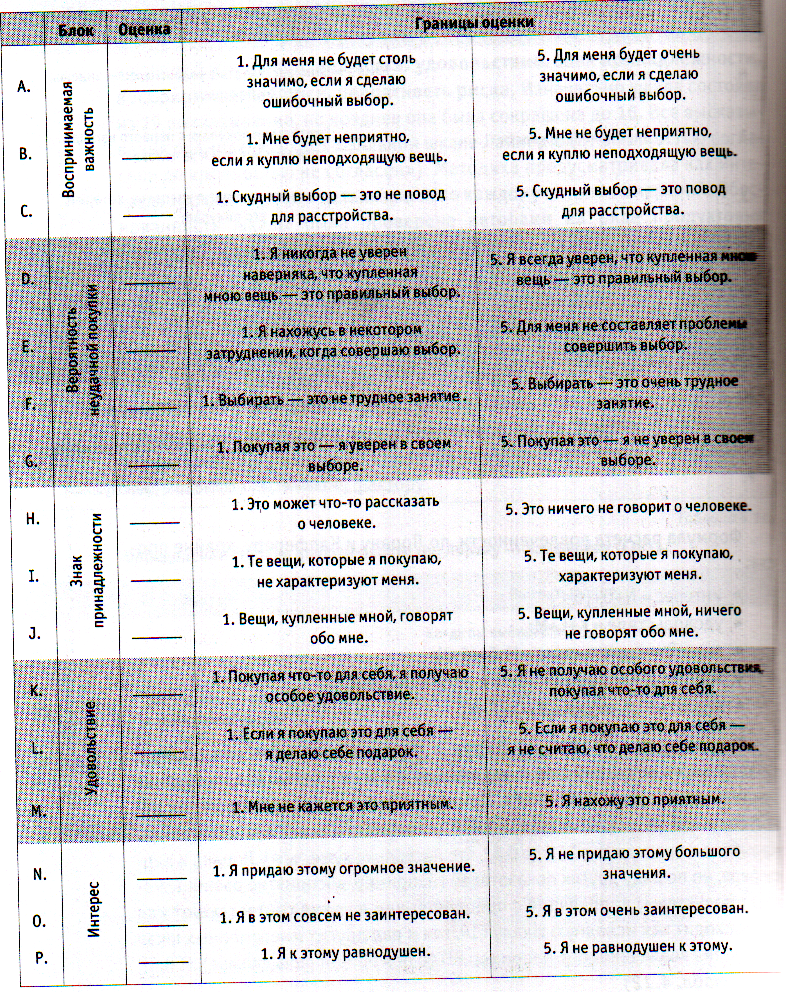 Блок Оценка Границы оценки
Воспринимаемая
важность
A.
1. Для меня не будет столь
значимо, если я сделаю
ошибочный выбор.
5. Для меня будет очень
значимо, если я сделаю
ошибочный выбор.
B.
1. Мне будет неприятно,
если я куплю неподходящую вещь.
5. Мне не будет неприятно,
если я куплю неподходящую вещь.
C.
1. Скудный выбор — это не повод
для расстройства.
5. Скудный выбор — это повод
для расстройства.
Вероятность
неудачной покупки
D.
1. Я никогда не уверен
наверняка, что купленная
мною вещь — это правильный выбор.
5. Я всегда уверен, что купленная мною
вещь — это правильный выбор.
E.
1. Я нахожусь в некотором
затруднении, когда совершаю выбор.
5. Для меня не составляет проблемы
совершить выбор.
F.
1. Выбирать — это не трудное занятие.
5. Выбирать — это очень трудное
занятие.
G.
1. Покупая это — я уверен в своем
выборе.
5. Покупая это — я не уверен в своем
выборе.
Знак
принадлежности
H.
1. Это может что-то рассказать
о человеке.
5. Это ничего не говорит о человеке.
I.
1. Те вещи, которые я покупаю,
не характеризуют меня.
5. Те вещи, которые я покупаю,
характеризуют меня.
J.
1. Вещи, купленные мной, говорят
обо мне.
5. Вещи, купленные мной, ничего
не говорят обо мне.
Удовольствие
K.
1. Покупая что-то для себя, я получаю
особое удовольствие.
5. Я не получаю особого удовольствия,
покупая что-то для себя.
L.
1. Если я покупаю это для себя —
я делаю себе подарок.
5. Если я покупаю это для себя —
я не считаю, что делаю себе подарок.
M.
1. Мне не кажется это приятным.
5. Я нахожу это приятным.
Интерес
N.
1. Я придаю этому огромное значение.
5. Я не придаю этому большого
значения.
O.
1. Я в этом совсем не заинтересован.
5. Я в этом очень заинтересован.
P.
1. Я к этому равнодушен.
5. Я не равнодушен к этому.